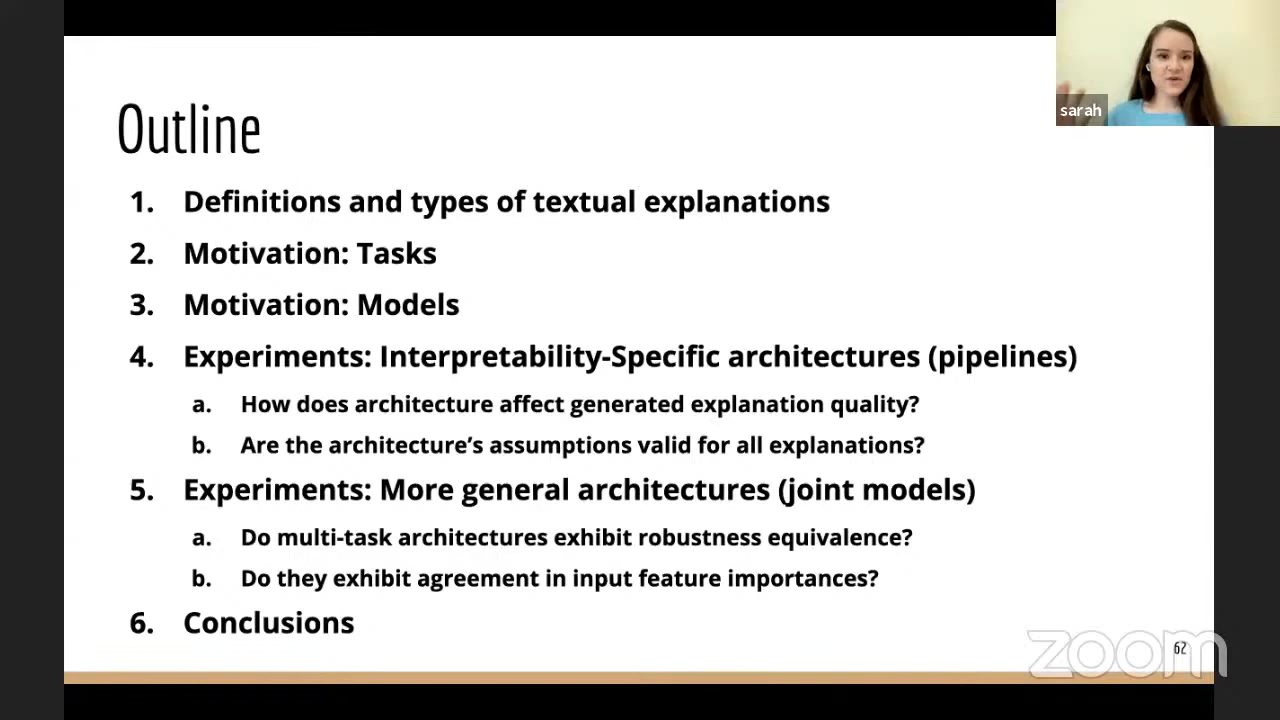 sarah
Outline
1. Definitions and types of textual explanations
2. Motivation: Tasks
3. Motivation: Models
4. Experiments: Interpretability-Specific architectures (pipelines)
a. How does architecture affect generated explanation quality?
b. Are the architecture's assumptions valid for all explanations?
5. Experiments: More general architectures (joint models)
a. Do multi-task architectures exhibit robustness equivalence?
b. Do they exhibit agreement in input feature importances?
6. Conclusions
zoom
62